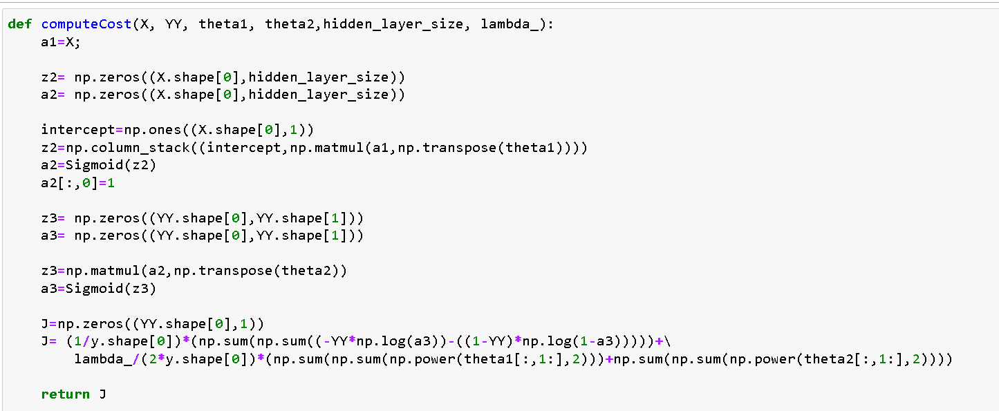 def computeCost(X, YY, theta1, theta2,hidden_layer_size, lambda_):
    a1=X;
    z2= np.zeros((X.shape[0],hidden_layer_size))
    a2= np.zeros((X.shape[0],hidden_layer_size))
    intercept=np.ones((X.shape[0],1))
    z2=np.column_stack((intercept,np.matmul(a1,np.transpose(theta1))))
    a2=Sigmoid(z2)
    a2[:,0]=1
    z3= np.zeros((YY.shape[0],YY.shape[1]))
    a3= np.zeros((YY.shape[0],YY.shape[1]))
    z3=np.matmul(a2,np.transpose(theta2))
    a3=Sigmoid(z3)
    J=np.zeros((YY.shape[0],1))
    J= (1/y.shape[0])*(np.sum(np.sum((-YY*np.log(a3))-((1-YY)*np.log(1-a3)))))+\
        lambda_/(2*y.shape[0])*(np.sum(np.sum(np.power(theta1[:,1:],2)))+np.sum(np.sum(np.power(theta2[:,1:],2))))
    return J